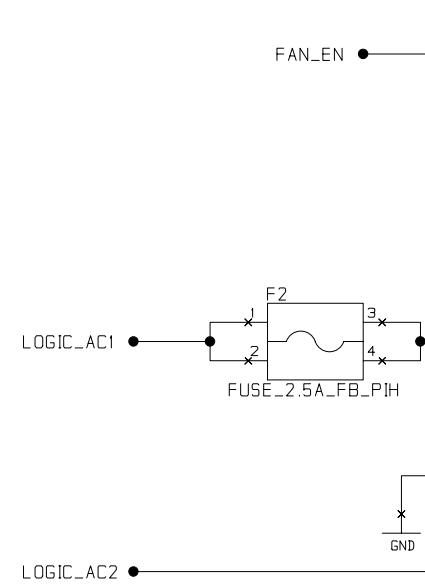 FAN_EN
F2
1 3
LOGIC_AC1
2 4
FUSE_2.5A_FB_PIH
GND
LOGIC_AC2